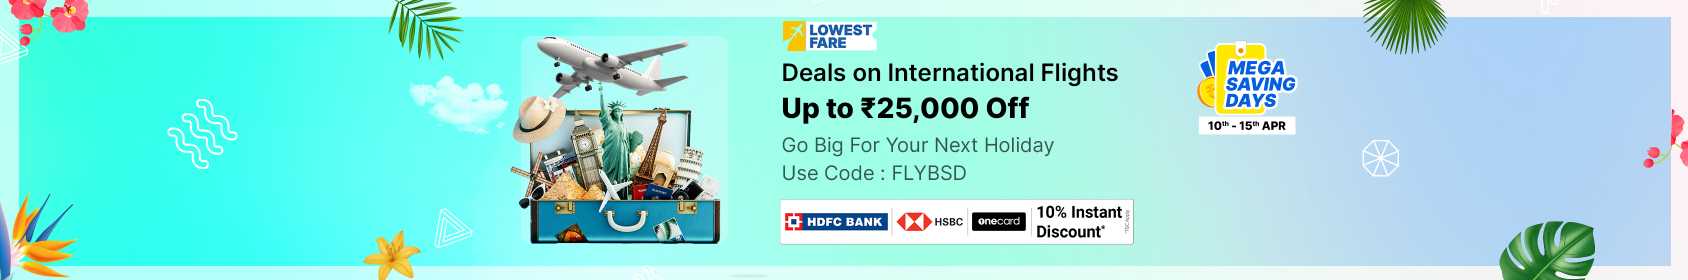 LOWEST
FARE
Deals on International Flights
Up to ₹25,000 Off
Go Big For Your Next Holiday
Use Code : FLYBSD
HDFC BANK
HSBC
onecard
10% Instant
Discount*
*T&C Apply
MEGA
SAVING
DAYS
10th - 15th APR